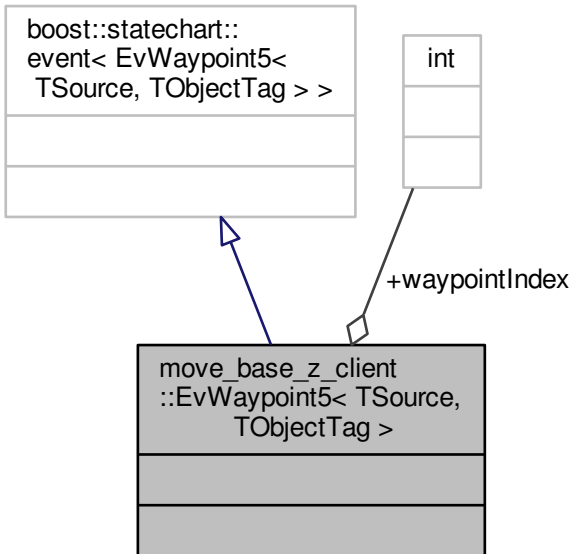 boost::statechart::
event< EvWaypoint5<
TSource, TObjectTag > >
int
+waypointIndex
move_base_z_client
::EvWaypoint5< TSource,
TObjectTag >